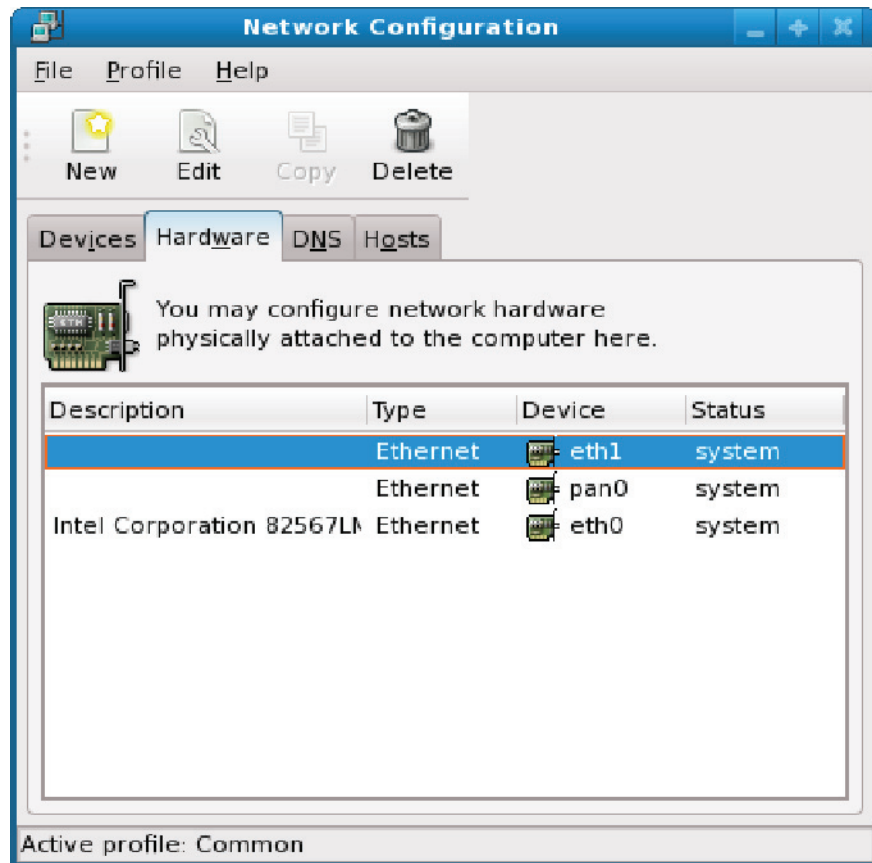 Network Configuration
File Profile Help
New Edit Copy Delete
Devices Hardware DNS Hosts
ETH
You may configure network hardware
physically attached to the computer here.
Description Type Device Status
Ethernet eth1 system
Ethernet pan0 system
Intel Corporation 82567LM Ethernet eth0 system
Active profile: Common